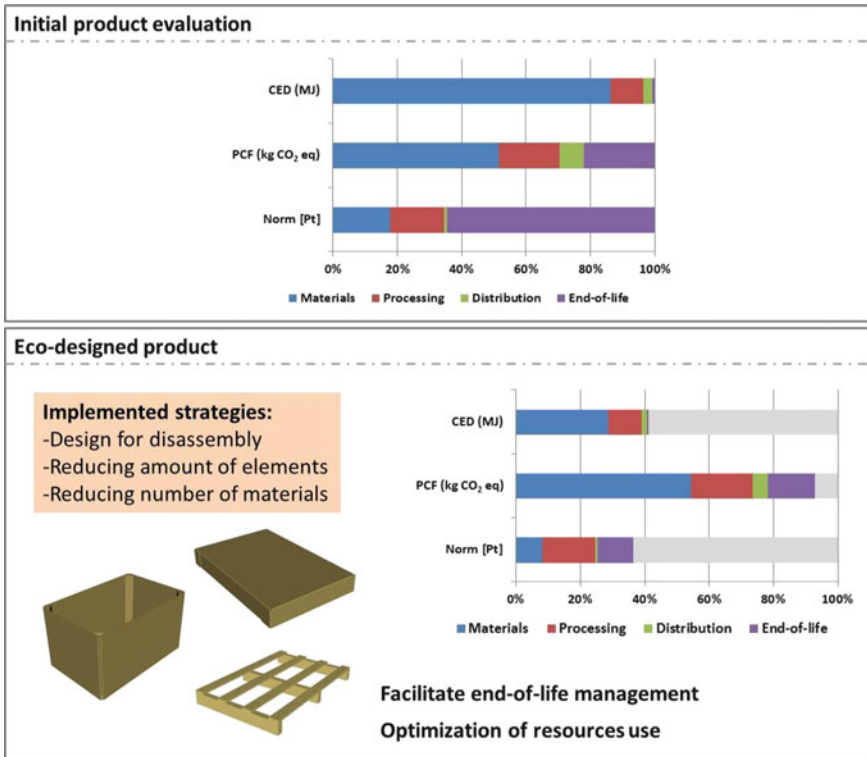 Initial product evaluation
CED (MJ)
PCF (kg CO₂ eq)
Norm [Pt]
0% 20% 40% 60% 80% 100%
Materials Processing Distribution End-of-life
Eco-designed product
Implemented strategies:
-Design for disassembly
-Reducing amount of elements
-Reducing number of materials
CED (MJ)
PCF (kg CO₂ eq)
Norm [Pt]
0% 20% 40% 60% 80% 100%
Materials Processing Distribution End-of-life
Facilitate end-of-life management
Optimization of resources use